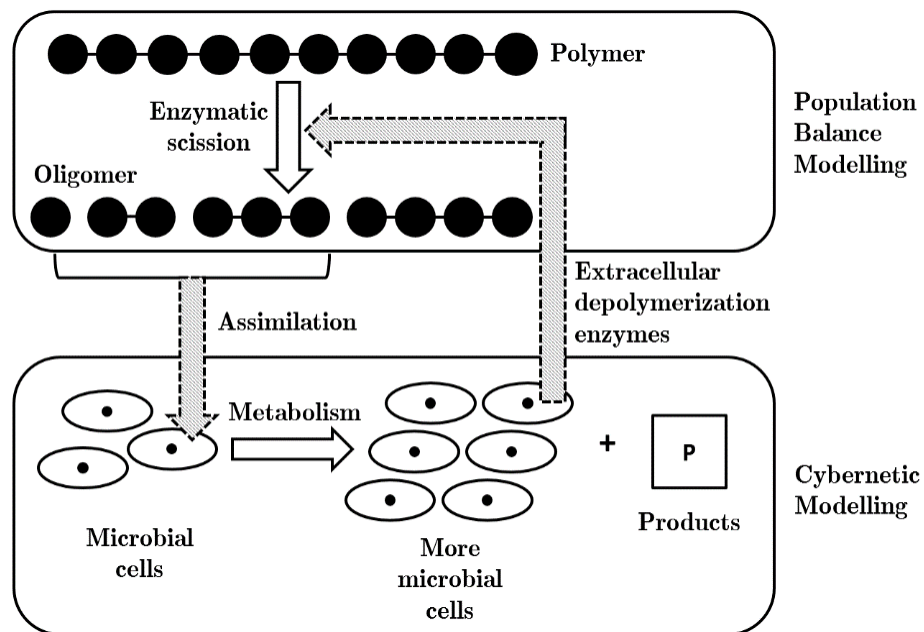 Polymer
Enzymatic
scission
Population
Balance
Modelling
Oligomer
Extracellular
depolymerization
enzymes
Assimilation
Metabolism
+
P
Products
Cybernetic
Modelling
Microbial
cells
More
microbial
cells